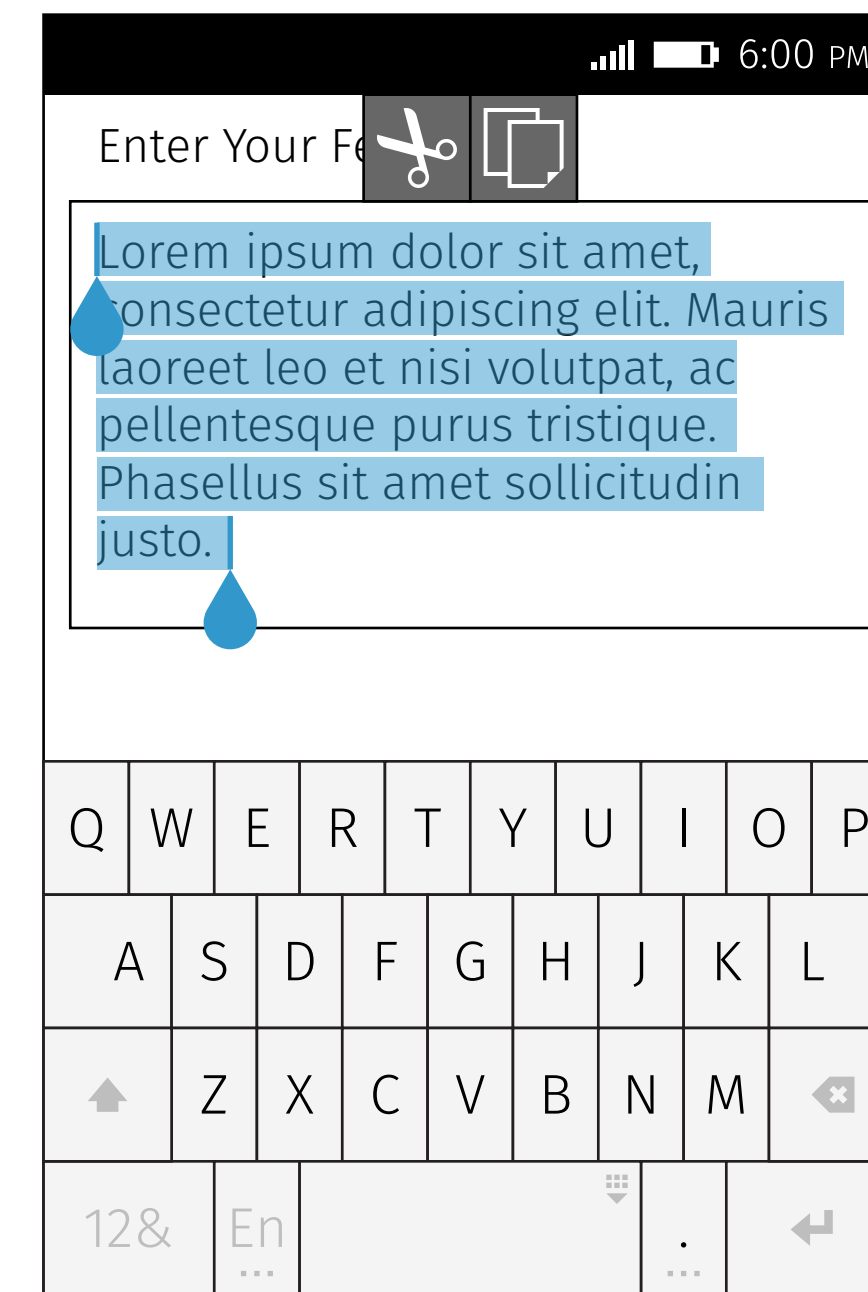 6:00 PM
Enter Your Fe
Lorem ipsum dolor sit amet,
consectetur adipiscing elit. Mauris
laoreet leo et nisi volutpat, ac
pellentesque purus tristique.
Phasellus sit amet sollicitudin
justo.
Q W E R T Y U I O P
A S D F G H J K L
Z X C V B N M
12& En .